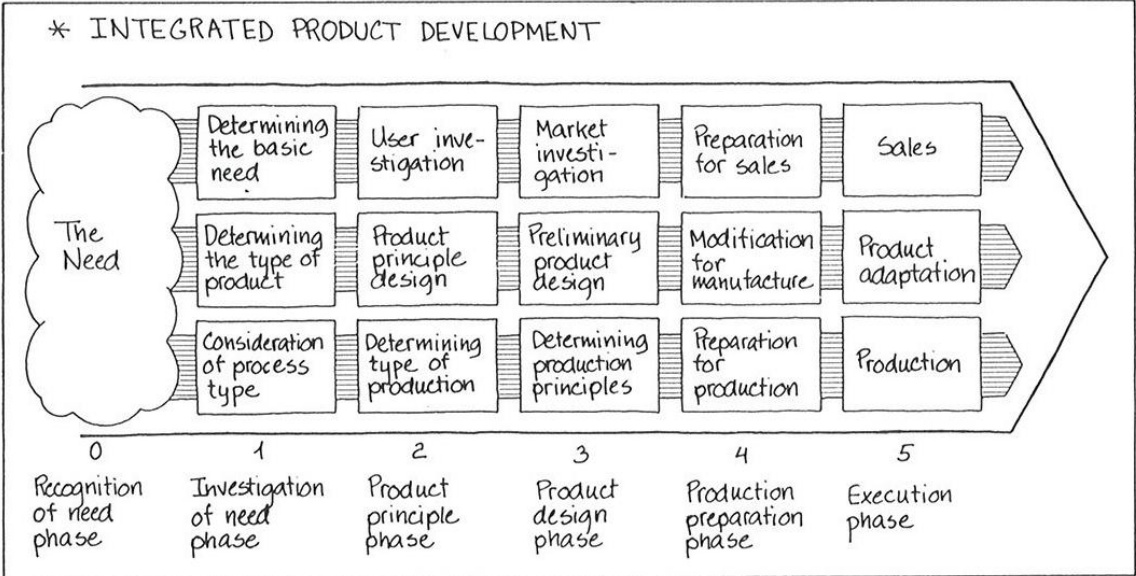 * INTEGRATED PRODUCT DEVELOPMENT
The
Need
Determining
the basic
need
User inve-
stigation
Market
investi-
gation
Preparation
for sales
Sales
Determining
the type of
product
Product
principle
design
Preliminary
product
design
Modification
for
manufacture
Product
adaptation
Consideration
of process
type
Determining
type of
production
Determining
production
principles
Preparation
for
production
Production
0
Recognition
of need
phase
1
Investigation
of need
phase
2
Product
principle
phase
3
Product
design
phase
4
Production
preparation
phase
5
Execution
phase